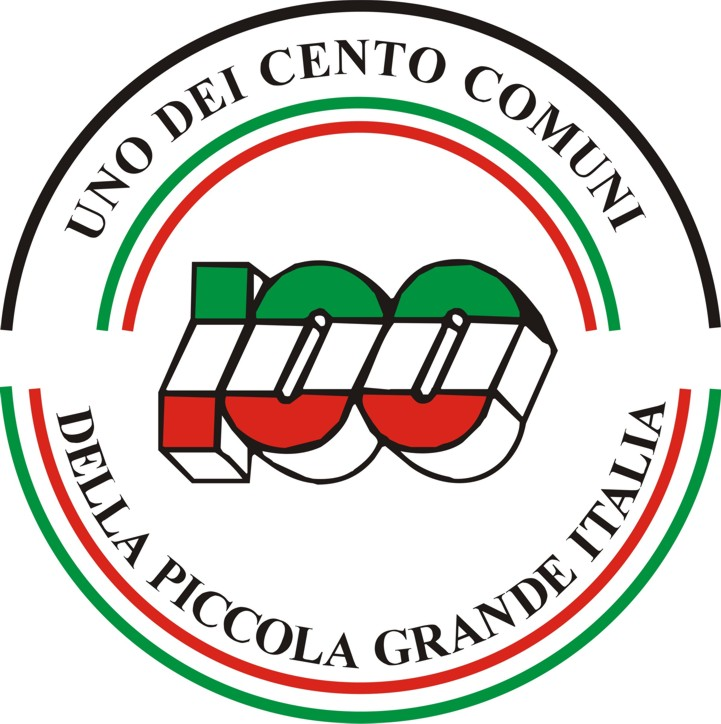 UNO DEI CENTO COMUNI
100
DELLA PICCOLA GRANDE ITALIA